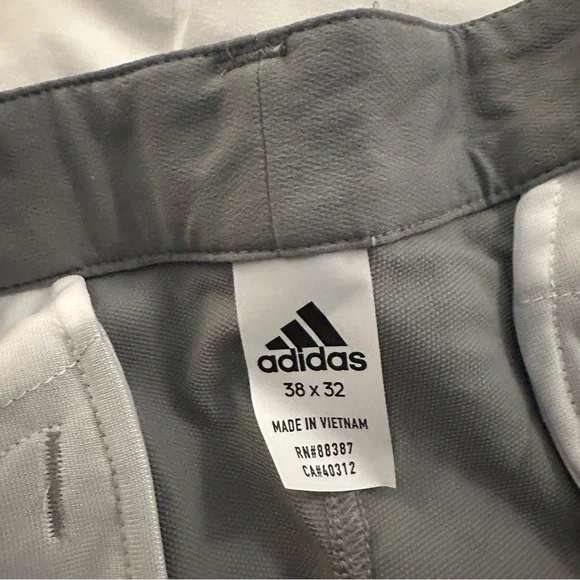 adidas
38 x 32
MADE IN VIETNAM
RN#88387
CA#40312